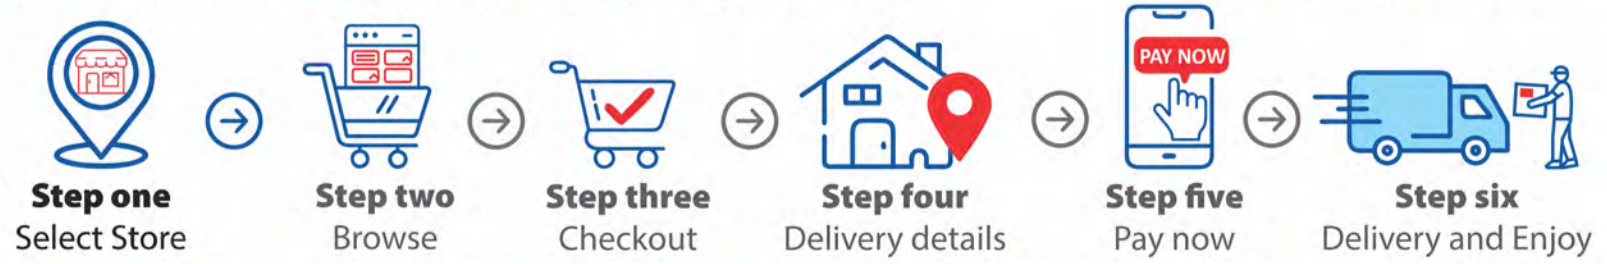 PAY NOW
Step one
Select Store
Step two
Browse
Step three
Checkout
Step four
Delivery details
Step five
Pay now
Step six
Delivery and Enjoy